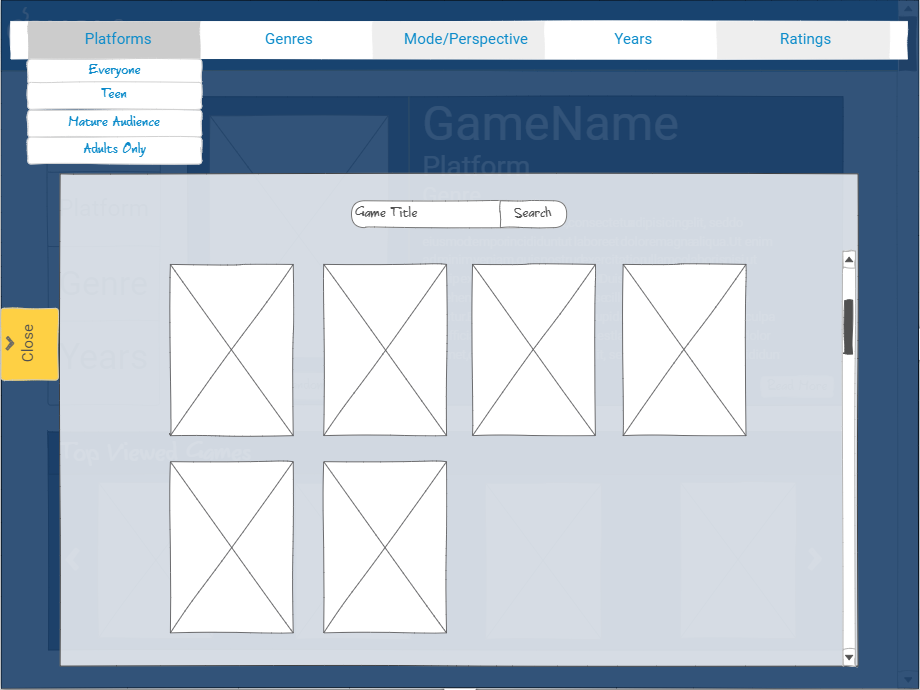 Platforms Genres Mode/Perspective Years Ratings
Everyone
Teen
Mature Audience
Adults Only
GameName
Platform
Platform
Game Title Search
Genre
Close
Years
Top Viewed Games